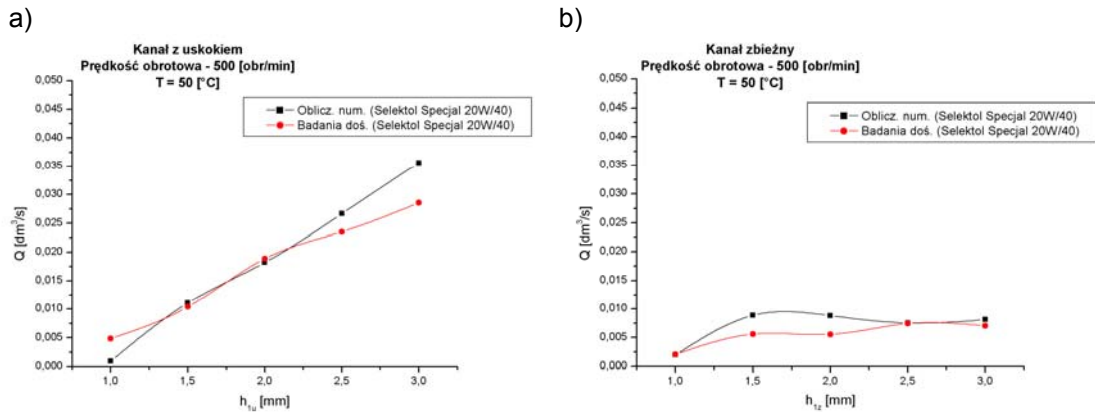 a)
Kanał z uskokiem
Prędkość obrotowa - 500 [obr/min]
T = 50 [°C]
0,050
0,045
0,040
0,035
0,030
0,025
0,020
0,015
0,010
0,005
0,000
Q [dm³/s]
Oblicz. num. (Selektol Specjal 20W/40)
Badania doś. (Selektol Specjal 20W/40)
1,0 1,5 2,0 2,5 3,0
h1u [mm]
b)
Kanał zbieżny
Prędkość obrotowa - 500 [obr/min]
T = 50 [°C]
0,050
0,045
0,040
0,035
0,030
0,025
0,020
0,015
0,010
0,005
0,000
Q [dm³/s]
Oblicz. num. (Selektol Specjal 20W/40)
Badania doś. (Selektol Specjal 20W/40)
1,0 1,5 2,0 2,5 3,0
h1z [mm]